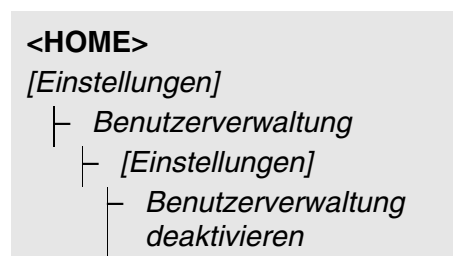 <HOME>
[Einstellungen]
Benutzerverwaltung
[Einstellungen]
Benutzerverwaltung
deaktivieren